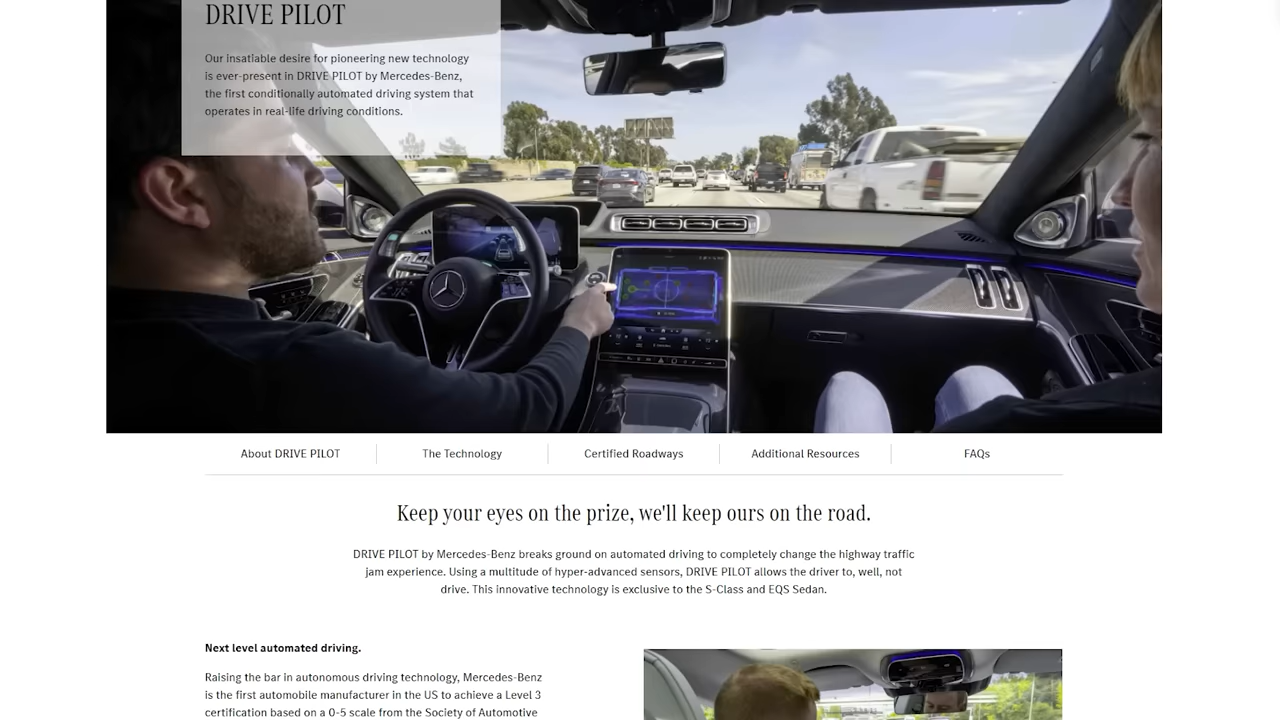 DRIVE PILOT
Our insatiable desire for pioneering new technology
is ever-present in DRIVE PILOT by Mercedes-Benz,
the first conditionally automated driving system that
operates in real-life driving conditions.
About DRIVE PILOT
The Technology
Certified Roadways
Additional Resources
FAQs
Keep your eyes on the prize, we'll keep ours on the road.
DRIVE PILOT by Mercedes-Benz breaks ground on automated driving to completely change the highway traffic
jam experience. Using a multitude of hyper-advanced sensors, DRIVE PILOT allows the driver to, well, not
drive. This innovative technology is exclusive to the S-Class and EQS Sedan.
Next level automated driving.
Raising the bar in autonomous driving technology, Mercedes-Benz
is the first automobile manufacturer in the US to achieve a Level 3
certification based on a 0-5 scale from the Society of Automotive